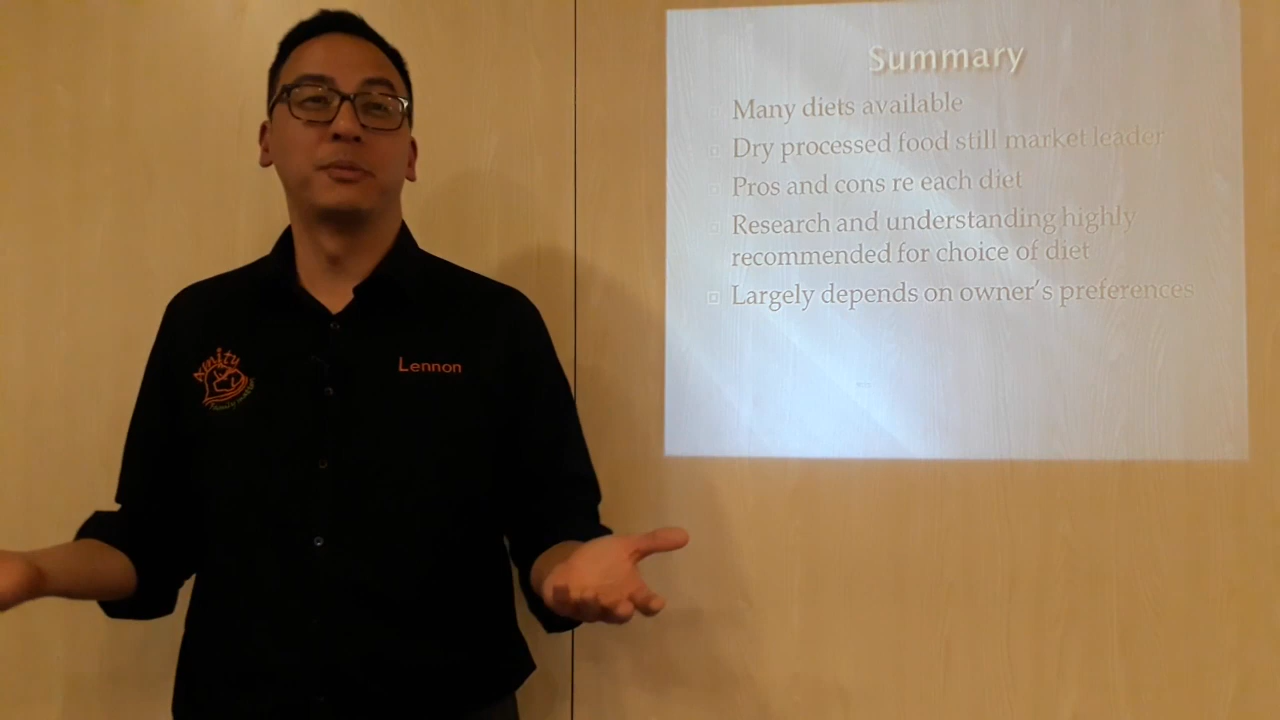 Lennon
Summary
Many diets available
Dry processed food still market leader
Pros and cons re each diet
Research and understanding highly
recommended for choice of diet
Largely depends on owner's preferences